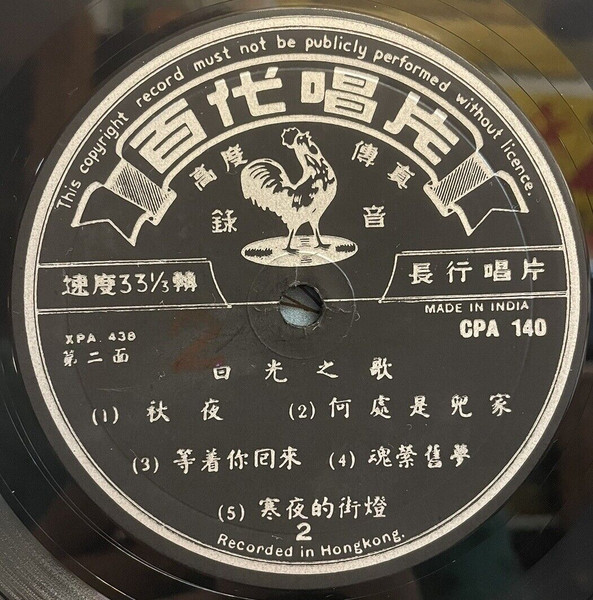 This copyright record must not be publicly performed without licence.
百代唱片
高度 傳真
錄 音
速度33⅓轉 長行唱片
MADE IN INDIA
CPA 140
XPA. 438
第二面
2
白光之歌
(1) 秋夜 (2) 何處是兒家
(3) 等着你回來 (4) 魂縈舊夢
(5) 寒夜的街燈
2
Recorded in Hongkong.